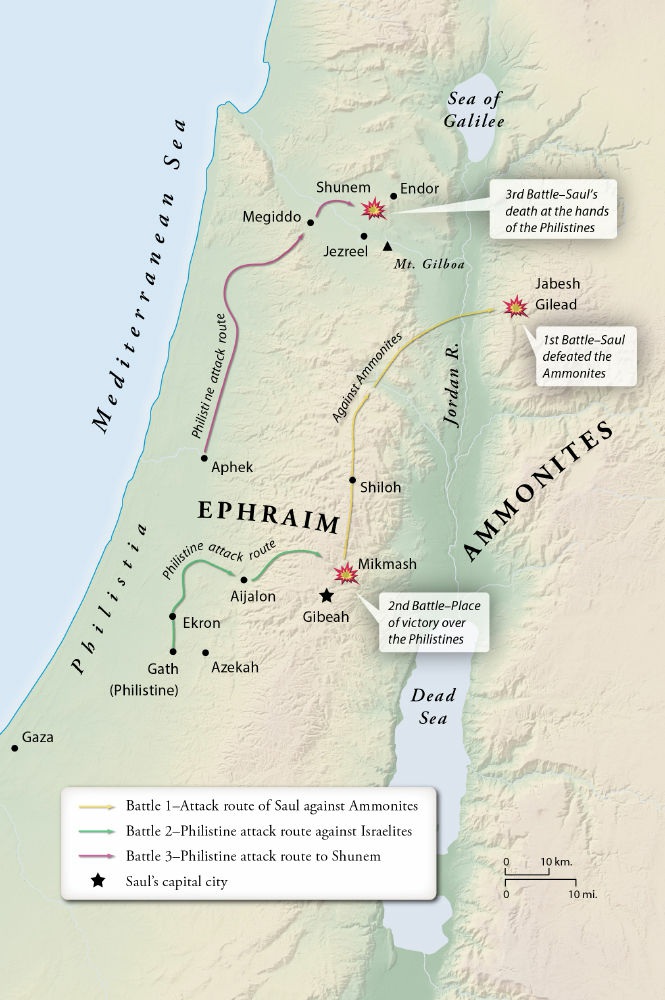 Sea of
Galilee
Mediterranean Sea
Shunem
Endor
3rd Battle–Saul's
death at the hands
of the Philistines
Megiddo
Jezreel
Mt. Gilboa
Jabesh
Gilead
1st Battle–Saul
defeated the
Ammonites
Philistine attack route
Against Ammonites
Jordan R.
Aphek
Shiloh
AMMONITES
EPHRAIM
Philistia
Philistine attack route
Mikmash
Aijalon
Gibeah
2nd Battle–Place
of victory over
the Philistines
Ekron
Gath
(Philistine)
Azekah
Dead
Sea
Gaza
Battle 1–Attack route of Saul against Ammonites
Battle 2–Philistine attack route against Israelites
Battle 3–Philistine attack route to Shunem
Saul's capital city
0 10 km.
0 10 mi.